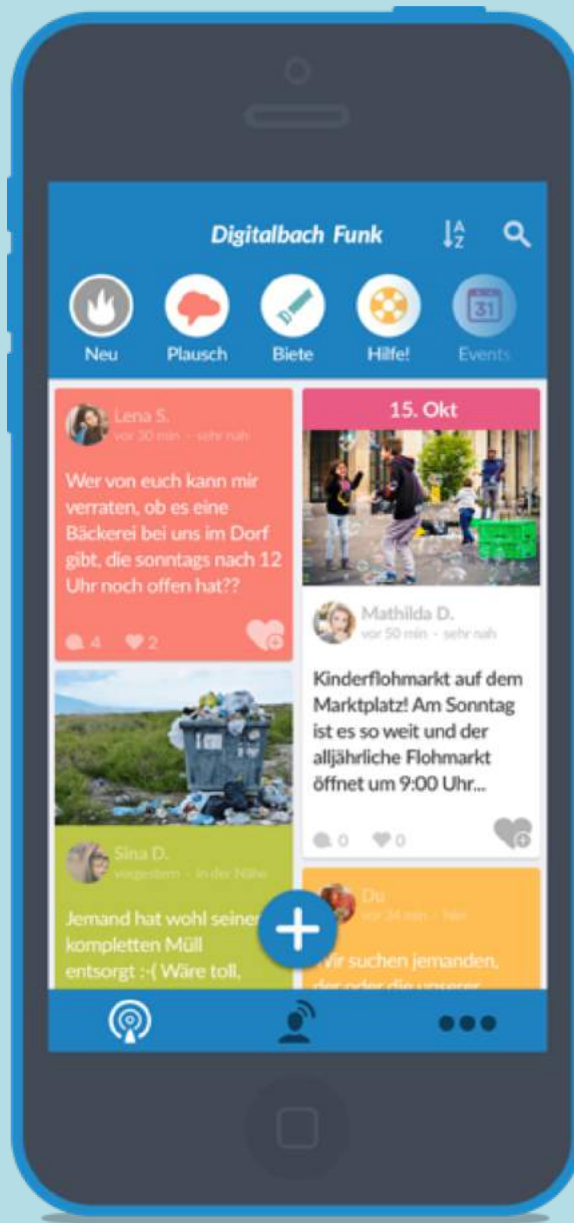 Digitalbach Funk
A
Z
Neu
Plausch
Biete
Hilfe!
31
Events
Lena S.
vor 30 min - sehr nah
Wer von euch kann mir
verraten, ob es eine
Bäckerei bei uns im Dorf
gibt, die sonntags nach 12
Uhr noch offen hat??
4
2
Sina D.
vorgestern - in der Nähe
Jemand hat wohl seinen
kompletten Müll
entsorgt :-( Wäre toll,
15. Okt
Mathilda D.
vor 50 min - sehr nah
Kinderflohmarkt auf dem
Marktplatz! Am Sonntag
ist es so weit und der
alljährliche Flohmarkt
öffnet um 9:00 Uhr...
0
0
Du
vor 24 min - hier
Wir suchen jemanden,
der oder die unserer